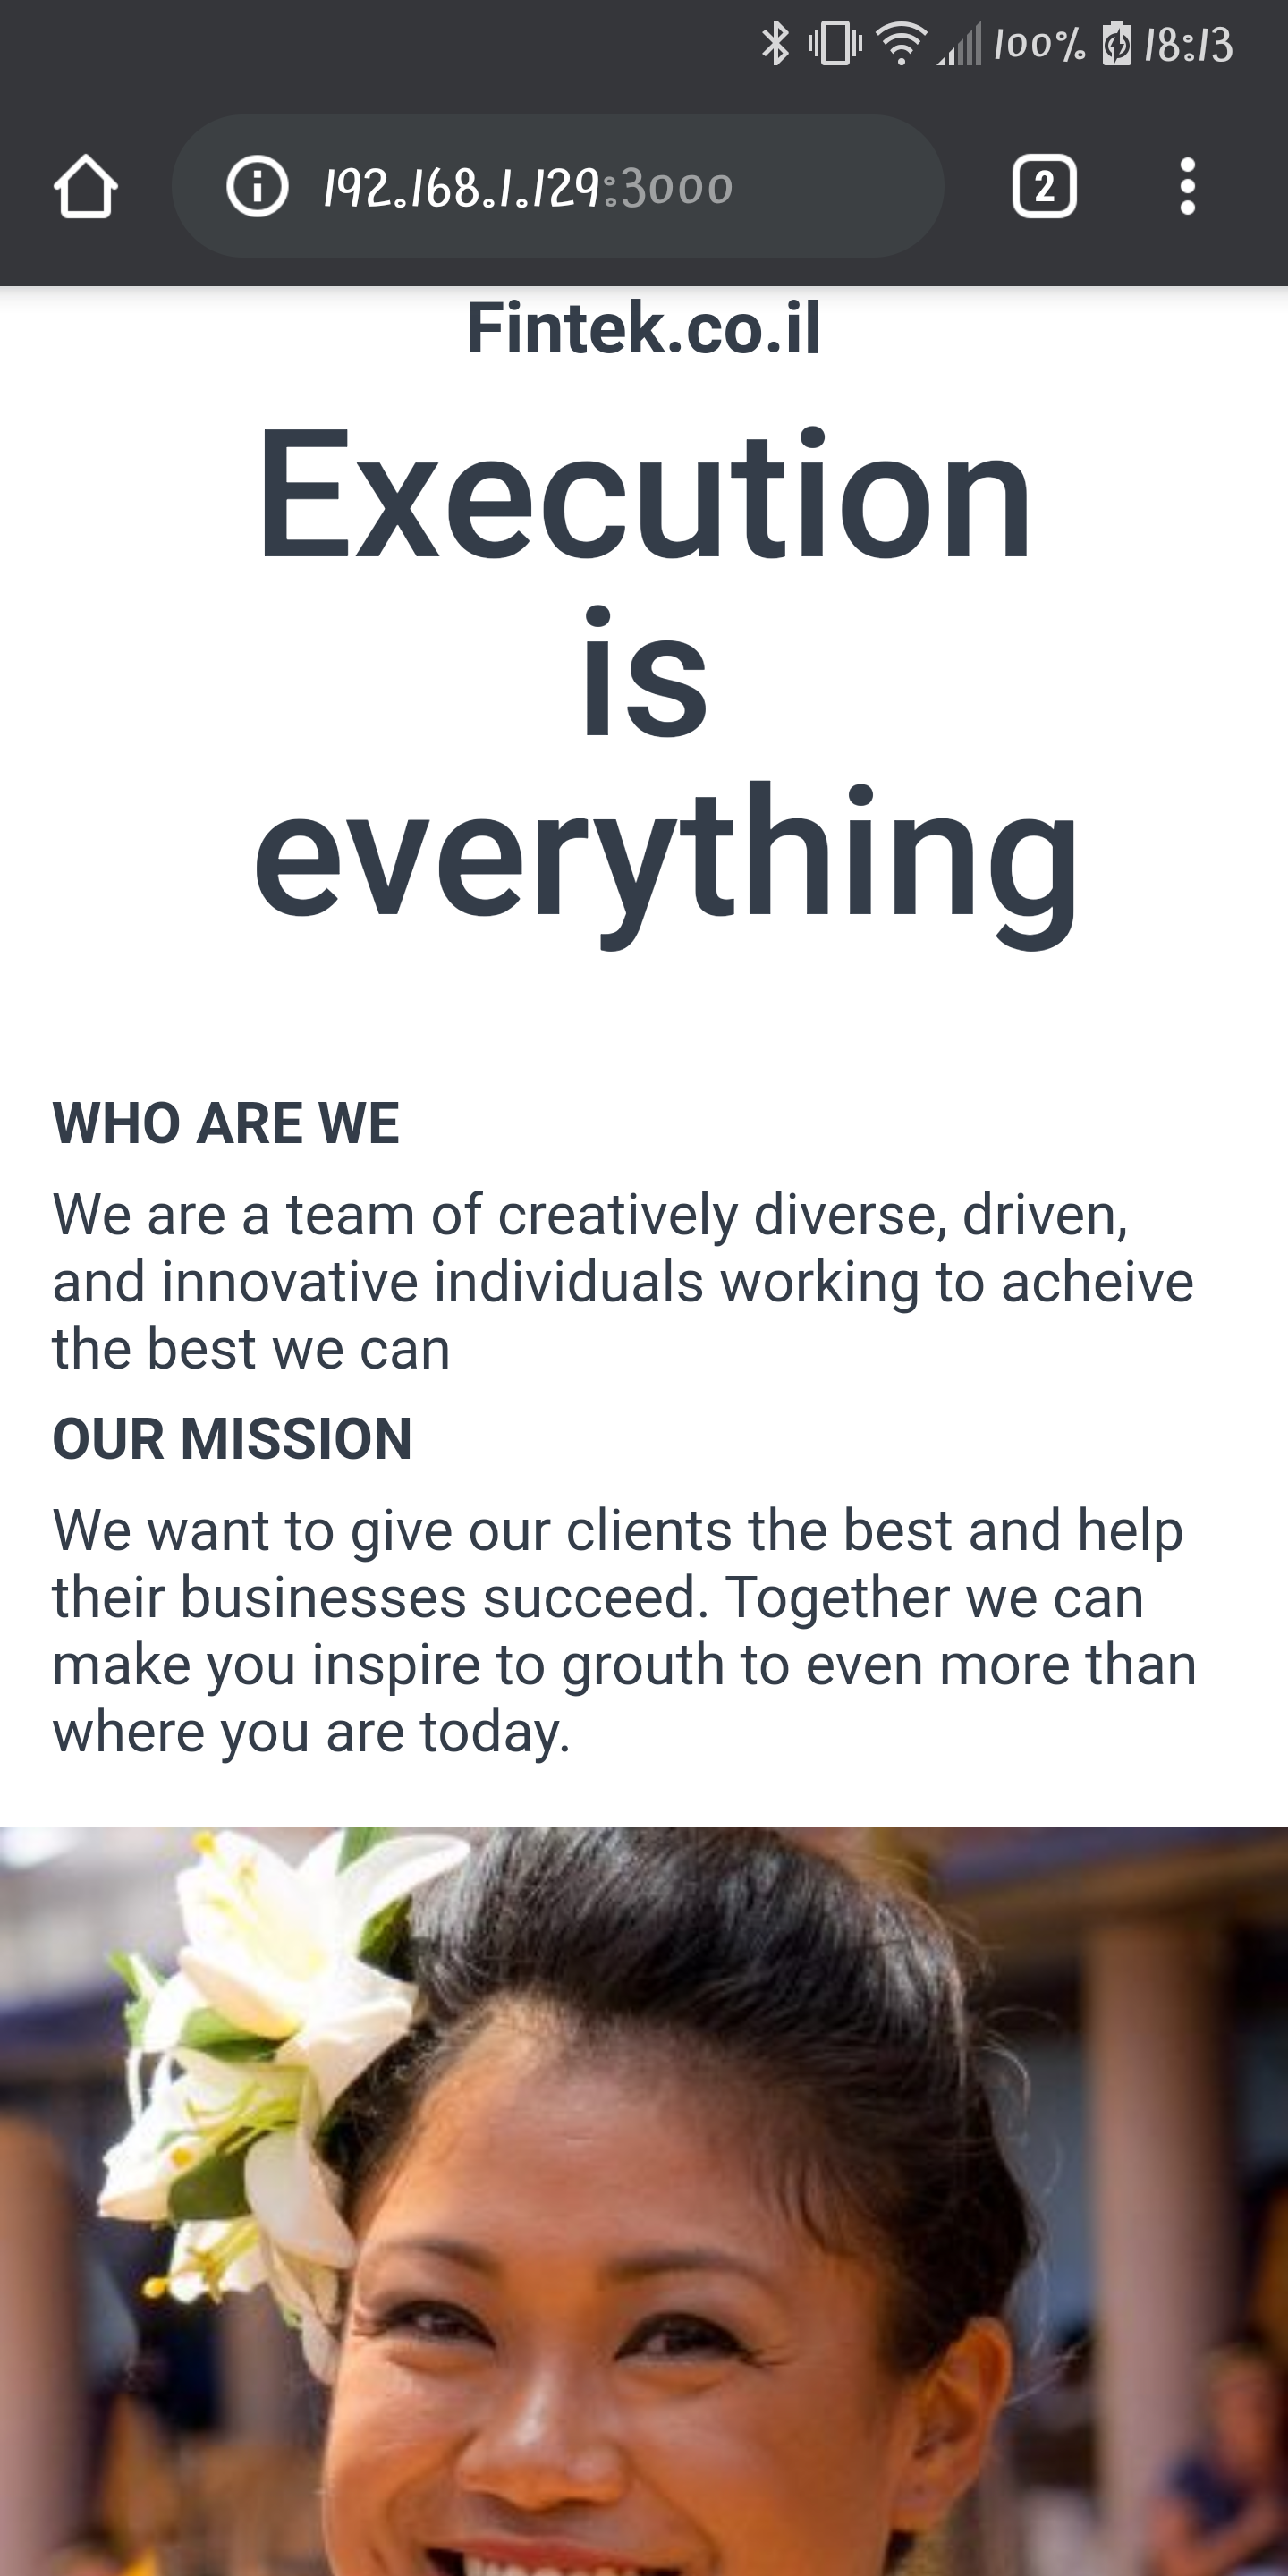 100% 18:13
192.168.1.129:3000
2
Fintek.co.il
Execution
is
everything
WHO ARE WE
We are a team of creatively diverse, driven,
and innovative individuals working to acheive
the best we can
OUR MISSION
We want to give our clients the best and help
their businesses succeed. Together we can
make you inspire to grouth to even more than
where you are today.